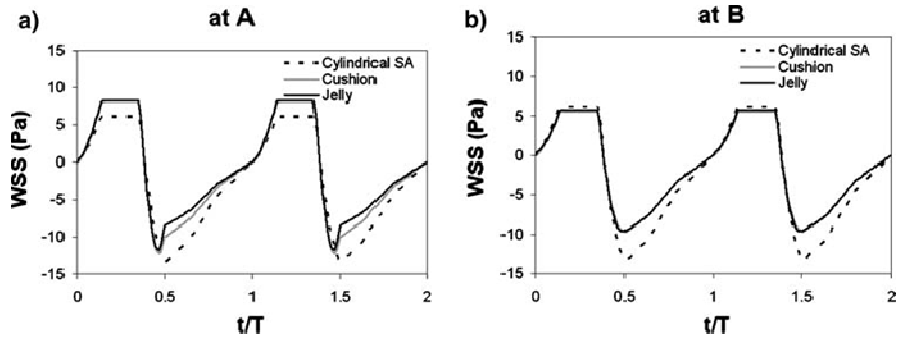 a)
at A
15
10
5
0
-5
-10
-15
WSS (Pa)
Cylindrical SA
Cushion
Jelly
0
0.5
1
1.5
2
t/T
b)
at B
15
10
5
0
-5
-10
-15
WSS (Pa)
Cylindrical SA
Cushion
Jelly
0
0.5
1
1.5
2
t/T